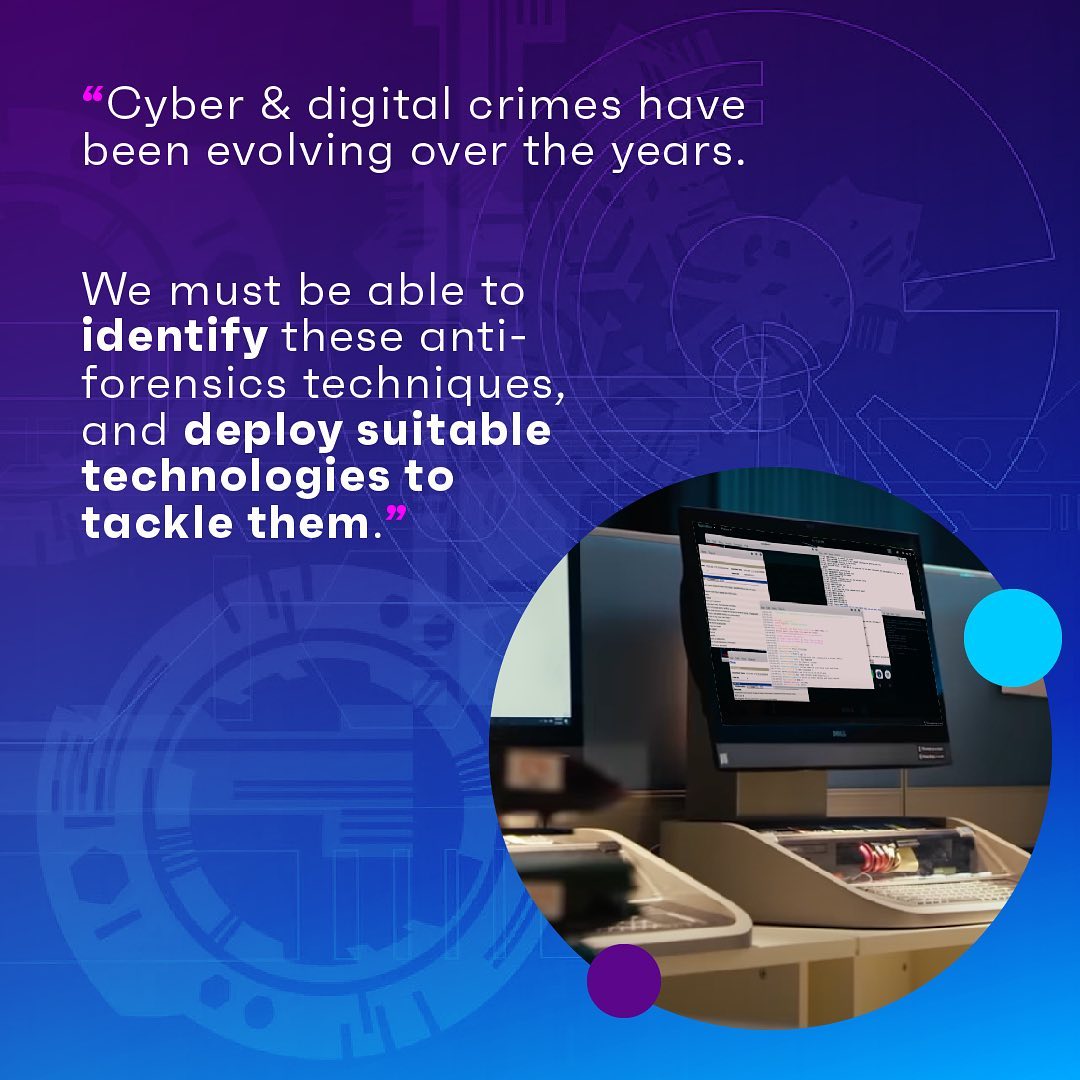 “Cyber & digital crimes have
been evolving over the years.
We must be able to
identify these anti-
forensics techniques,
and deploy suitable
technologies to
tackle them.”
DELL